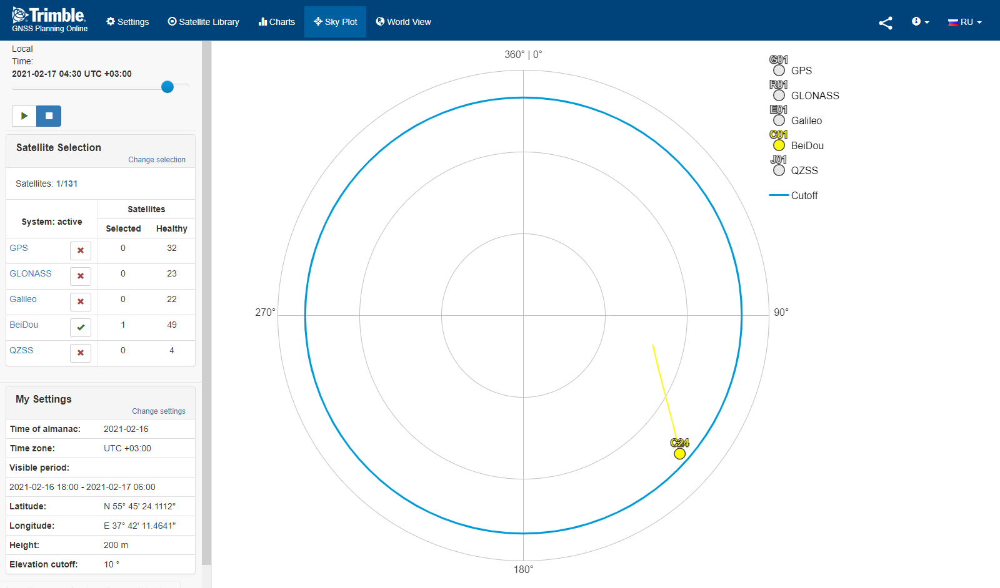 Trimble.
GNSS Planning Online
Settings
Satellite Library
Charts
Sky Plot
World View
RU
Local
Time:
2021-02-17 04:30 UTC +03:00
Satellite Selection
Change selection
Satellites: 1/131
System: active
Satellites
Selected Healthy
GPS 0 32
GLONASS 0 23
Galileo 0 22
BeiDou 1 49
QZSS 0 4
My Settings
Change settings
Time of almanac: 2021-02-16
Time zone: UTC +03:00
Visible period:
2021-02-16 18:00 - 2021-02-17 06:00
Latitude: N 55° 45' 24.1112"
Longitude: E 37° 42' 11.4641"
Height: 200 m
Elevation cutoff: 10 °
360° | 0°
270°
90°
180°
C24
G01
GPS
R01
GLONASS
E01
Galileo
C01
BeiDou
J01
QZSS
Cutoff